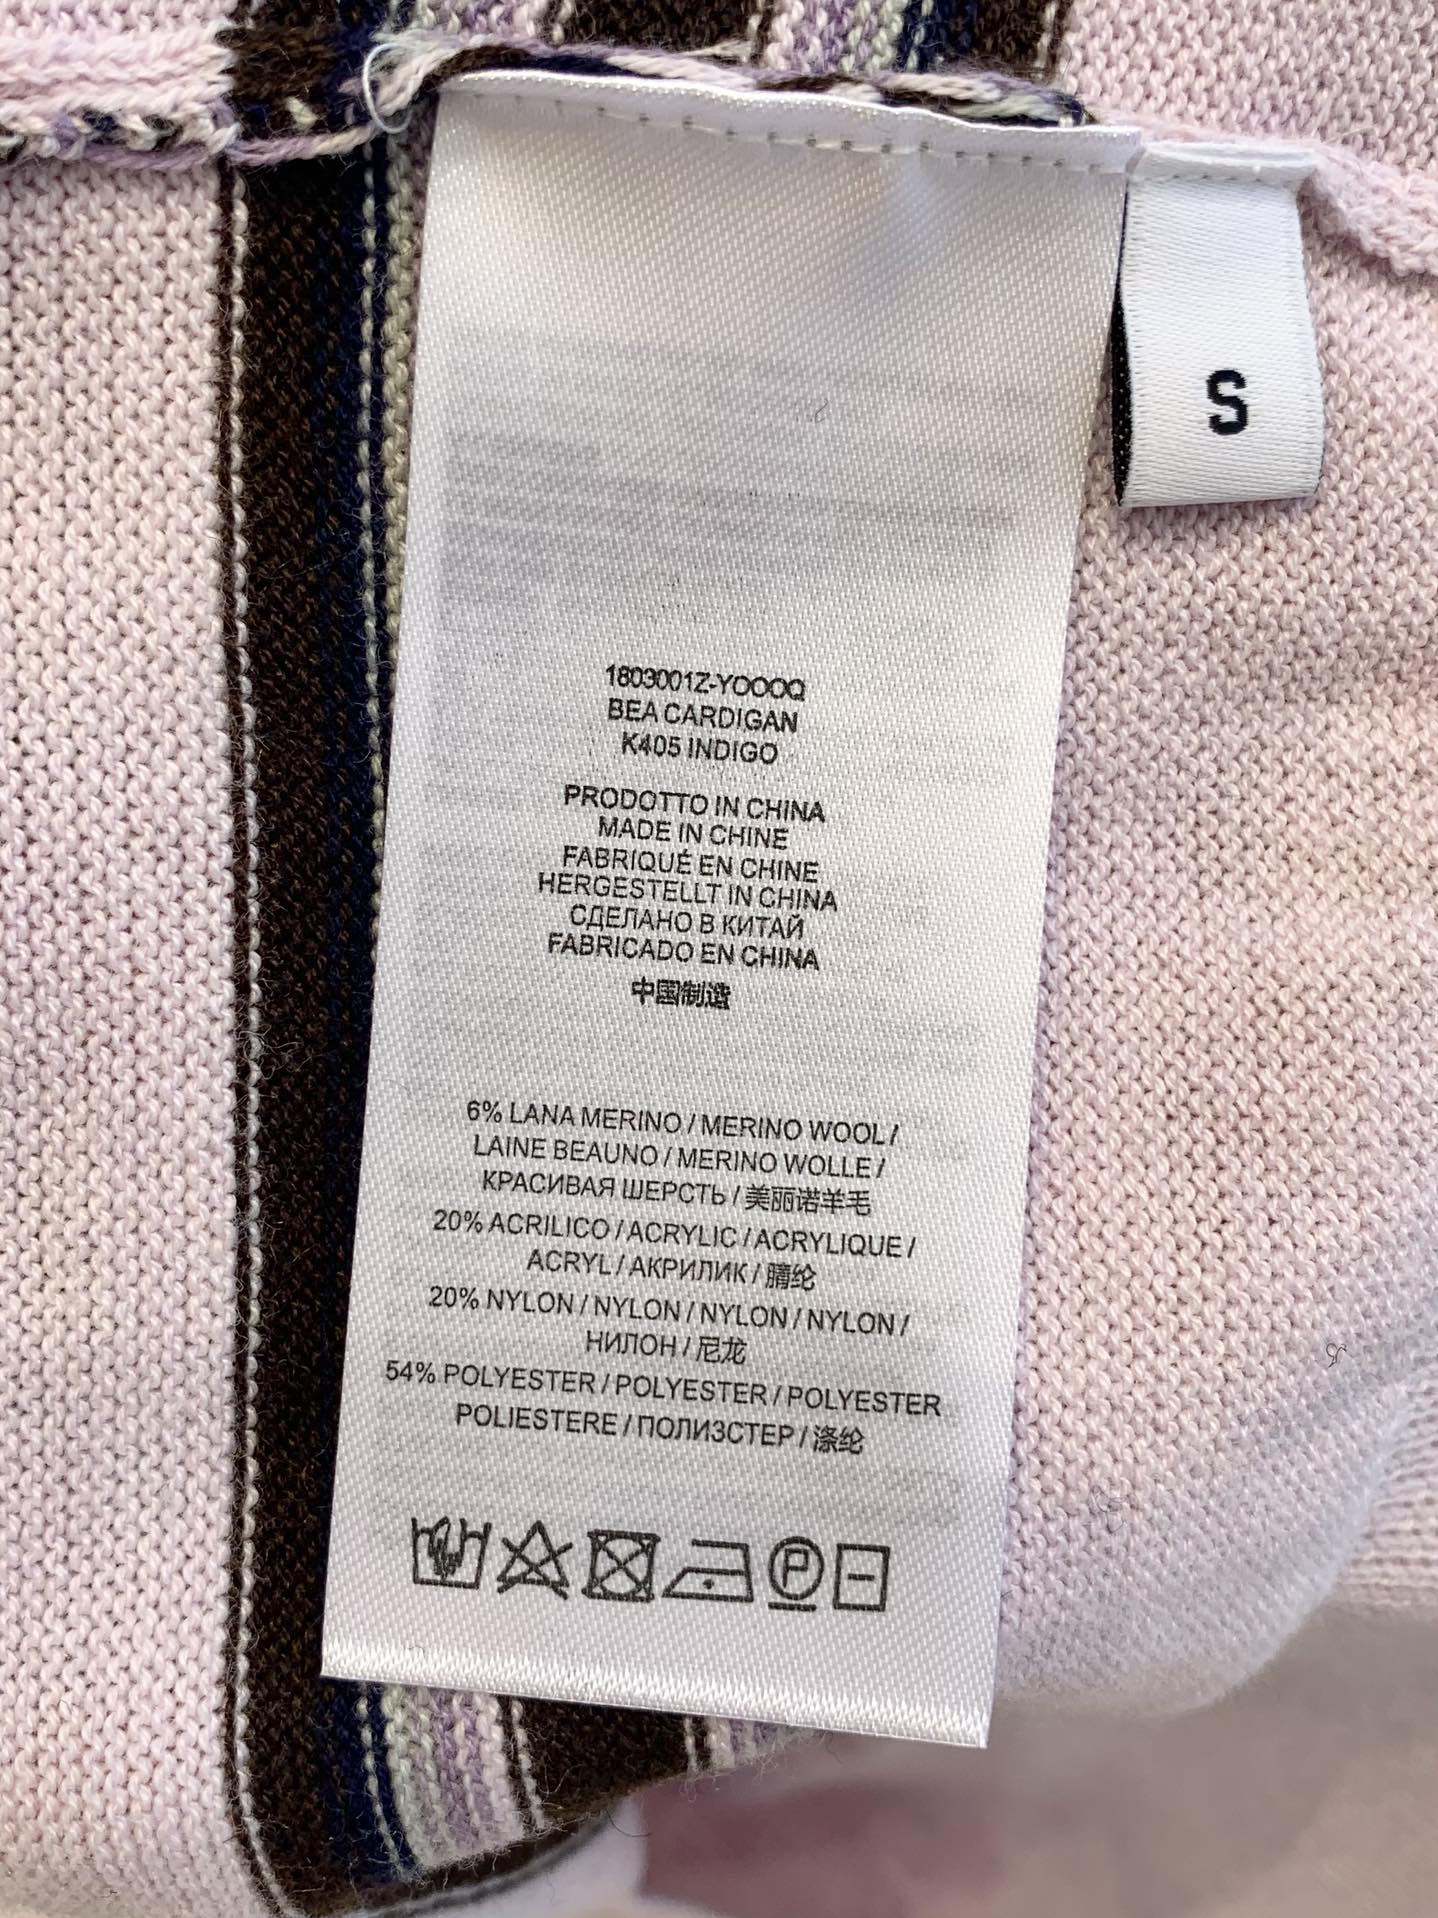 S
1803001Z-YOOOQ
BEA CARDIGAN
K405 INDIGO
PRODOTTO IN CHINA
MADE IN CHINE
FABRIQUÉ EN CHINE
HERGESTELLT IN CHINA
СДЕЛАНО В КИТАЙ
FABRICADO EN CHINA
中国制造
6% LANA MERINO / MERINO WOOL /
LAINE BEAUNO / MERINO WOLLE /
КРАСИВАЯ ШЕРСТЬ / 美丽诺羊毛
20% ACRILICO / ACRYLIC / ACRYLIQUE /
ACRYL / АКРИЛИК / 腈纶
20% NYLON / NYLON / NYLON / NYLON /
НИЛОН / 尼龙
54% POLYESTER / POLYESTER / POLYESTER
POLIESTERE / ПОЛИЗСТЕР / 涤纶
P